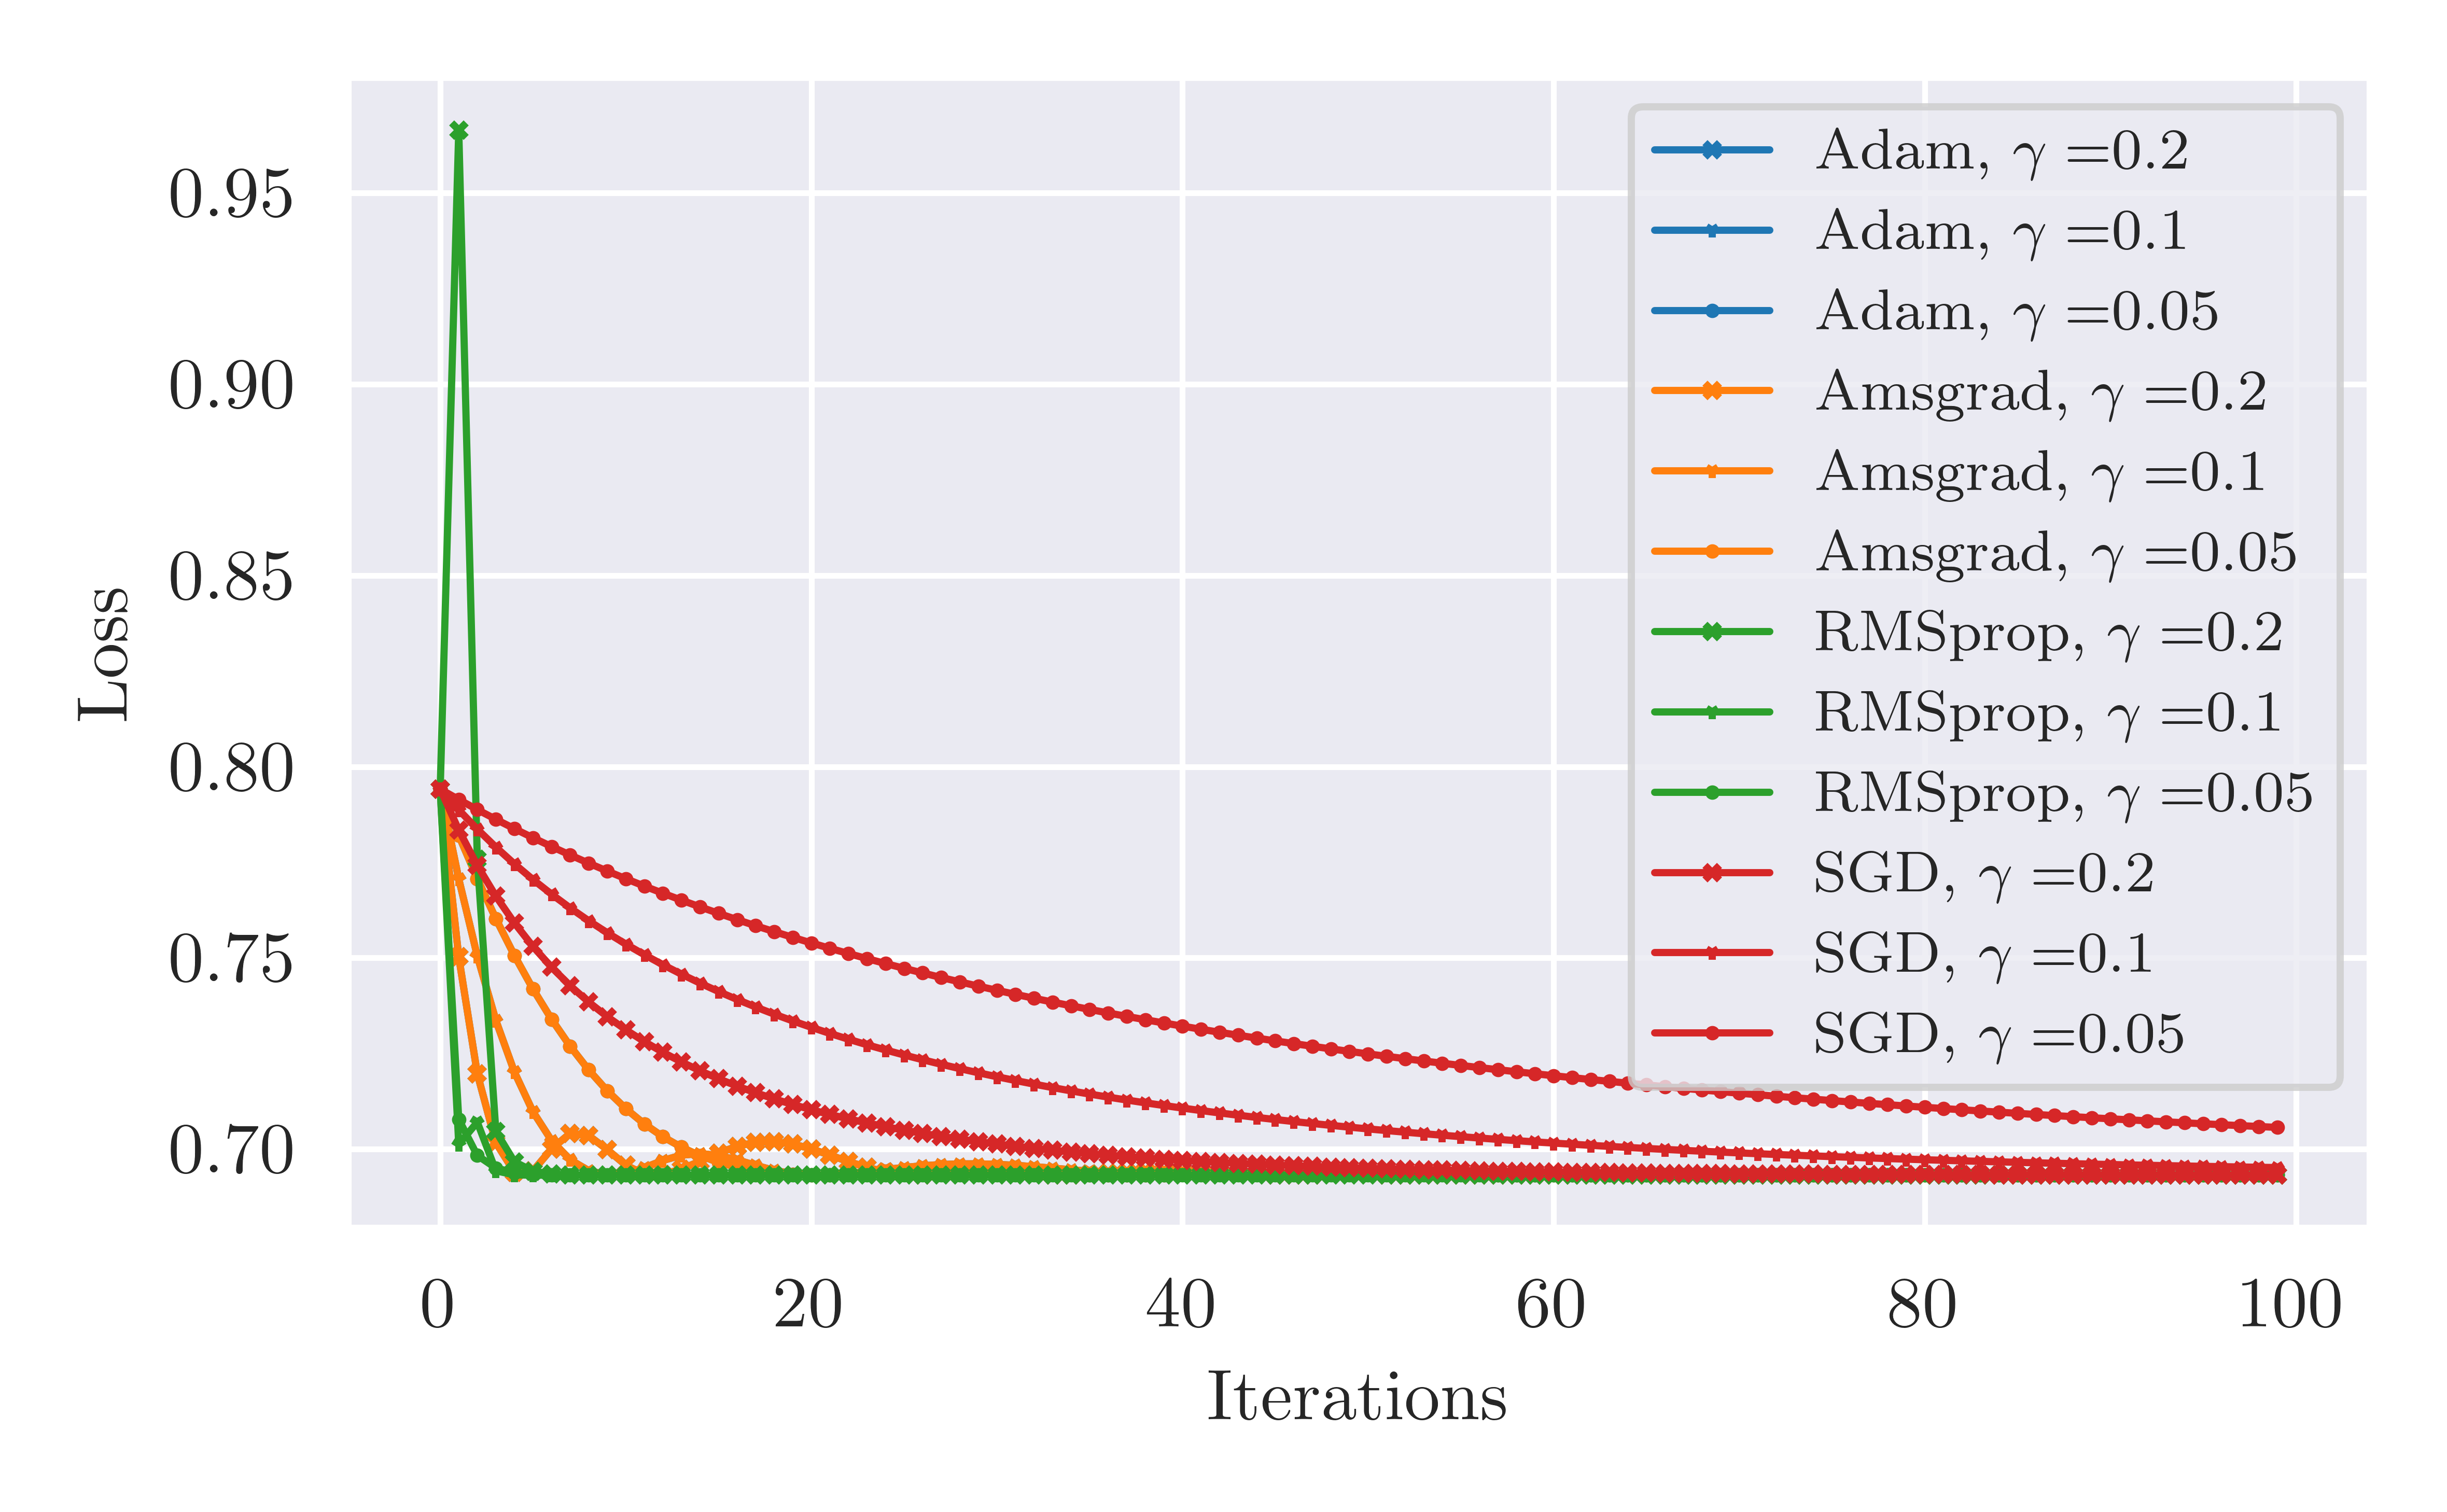 0.95
0.90
0.85
0.80
0.75
0.70
Loss
0 20 40 60 80 100
Iterations
Adam, γ =0.2
Adam, γ =0.1
Adam, γ =0.05
Amsgrad, γ =0.2
Amsgrad, γ =0.1
Amsgrad, γ =0.05
RMSprop, γ =0.2
RMSprop, γ =0.1
RMSprop, γ =0.05
SGD, γ =0.2
SGD, γ =0.1
SGD, γ =0.05